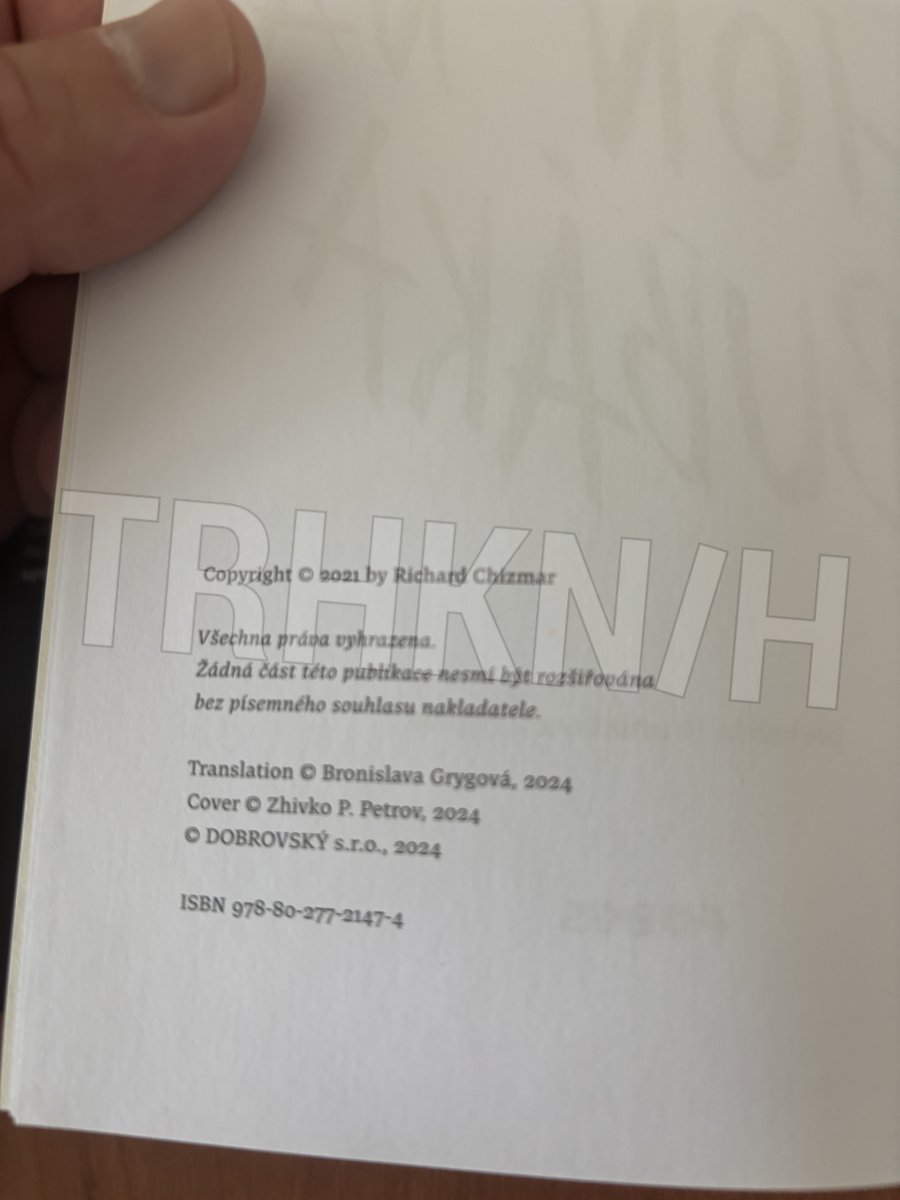 TRHKN/H
Copyright © 2021 by Richard Chizmar
Všechna práva vyhrazena.
Žádná část této publikace nesmí být rozšiřována
bez písemného souhlasu nakladatele.
Translation © Bronislava Grygová, 2024
Cover © Zhivko P. Petrov, 2024
© DOBROVSKÝ s.r.o., 2024
ISBN 978-80-277-2147-4